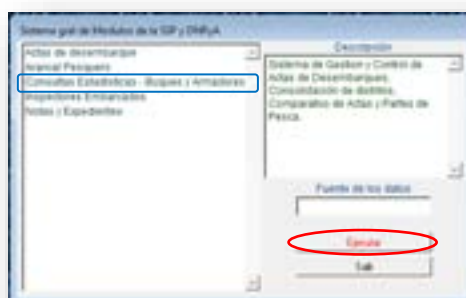 Sistema gral de Modulos de la SSP y DNPyA
Actas de desembarque
Arancel Pesquero
Consultas Estadisticas - Buques y Armadores
Inspectores Embarcados
Notas y Expedientes
Descripción
Sistema de Gestion y Control de
Actas de Desembarques.
Consolidación de distritos.
Comparativo de Actas y Partes de
Pesca.
Fuente de los datos
Ejecutar
Salir